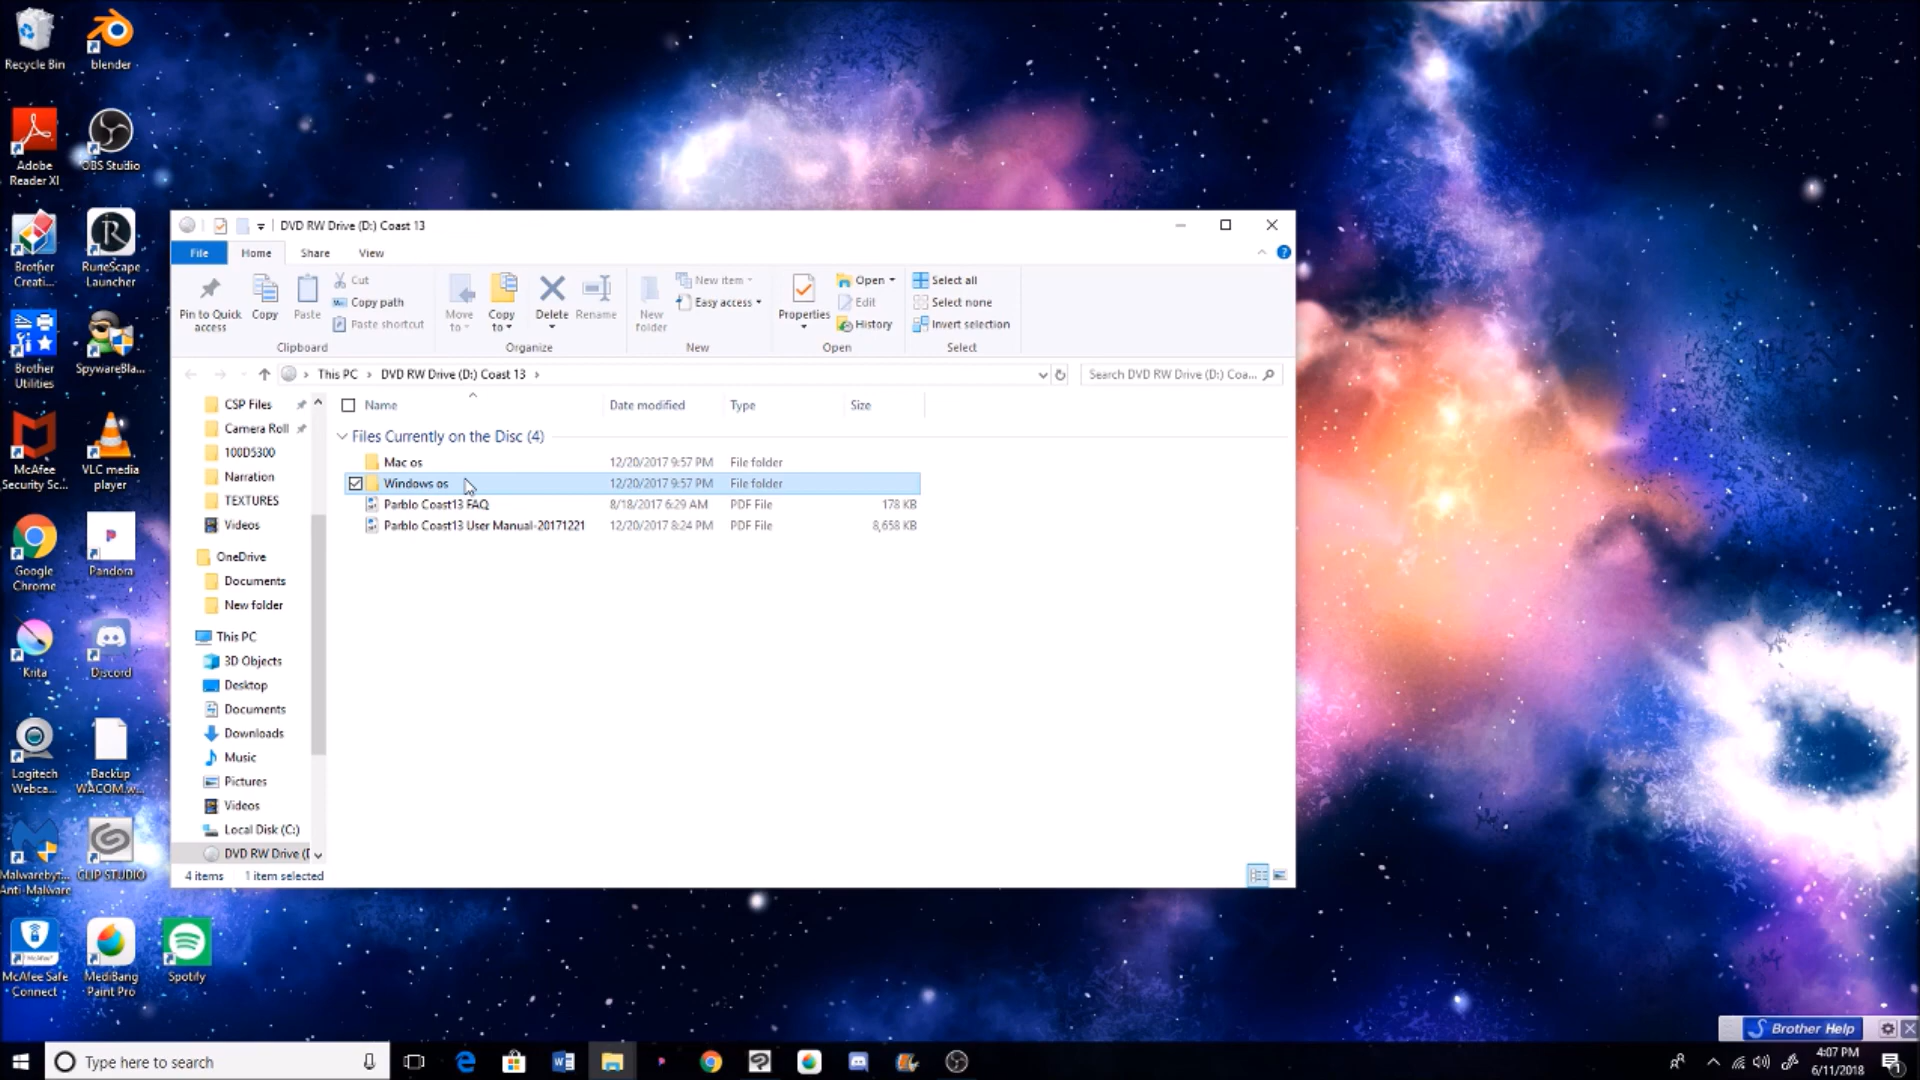 Recycle Bin
blender
Adobe
Reader XI
OBS Studio
Brother
Creati...
RuneScape
Launcher
Brother
Utilities
SpywareBla...
McAfee
Security Sc...
VLC media
player
Google
Chrome
Pandora
Krita
Discord
Logitech
Webca...
Backup
WACOM.w...
Malwarebyt...
Anti-Malware
CLIP STUDIO
McAfee Safe
Connect
MediBang
Paint Pro
Spotify
DVD RW Drive (D:) Coast 13
File Home Share View
Pin to Quick
access
Copy
Paste
Cut
Copy path
Paste shortcut
Clipboard
Move
to
Copy
to
Delete
Rename
Organize
New
folder
New item
Easy access
New
Properties
Open
Edit
History
Open
Select all
Select none
Invert selection
Select
This PC > DVD RW Drive (D:) Coast 13 >
Search DVD RW Drive (D:) Coa...
CSP Files
Camera Roll
100D5300
Narration
TEXTURES
Videos
OneDrive
Documents
New folder
This PC
3D Objects
Desktop
Documents
Downloads
Music
Pictures
Videos
Local Disk (C:)
DVD RW Drive (
Name Date modified Type Size
Files Currently on the Disc (4)
Mac os 12/20/2017 9:57 PM File folder
Windows os 12/20/2017 9:57 PM File folder
Parblo Coast13 FAQ 8/18/2017 6:29 AM PDF File 178 KB
Parblo Coast13 User Manual-20171221 12/20/2017 8:24 PM PDF File 8,658 KB
4 items 1 item selected
Brother Help
Type here to search
4:07 PM
6/11/2018